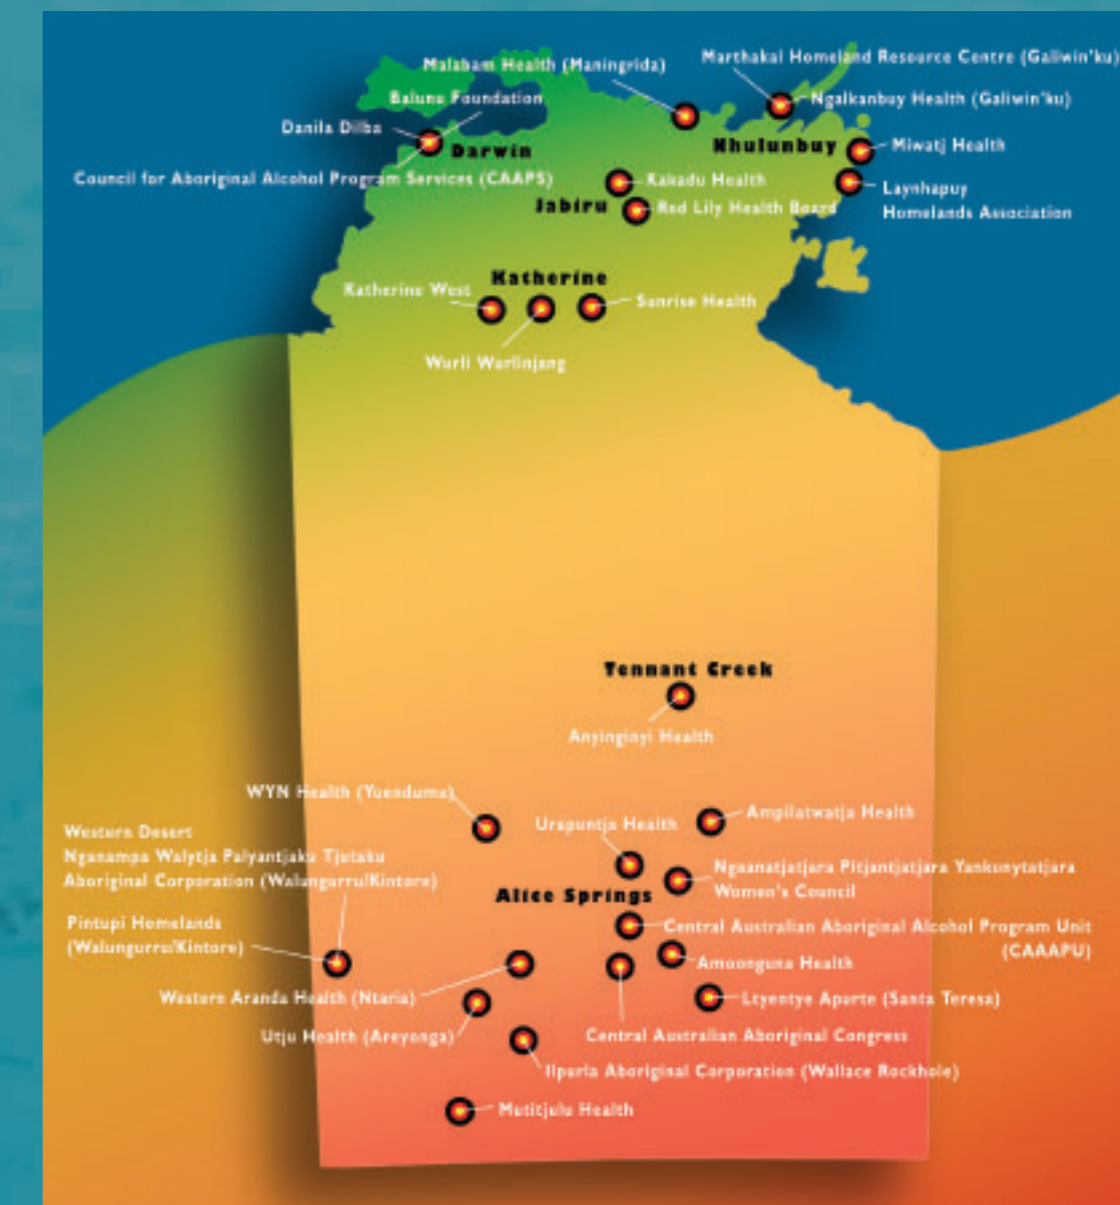 Malabam Health (Maningrida)
Marthakal Homeland Resource Centre (Galiwin'ku)
Balunu Foundation
Ngalkanbuy Health (Galiwin'ku)
Danila Dilba
Darwin
Nhulunbuy
Miwatj Health
Council for Aboriginal Alcohol Program Services (CAAPS)
Kakadu Health
Laynhapuy
Homelands Association
Jabiru
Red Lily Health Board
Katherine
Katherine West
Sunrise Health
Wurli Wurlinjang
Tennant Creek
Anyinginyi Health
WYN Health (Yuendumu)
Ampilatwatja Health
Urapuntja Health
Western Desert
Nganampa Walytja Palyantjaku Tjutaku
Aboriginal Corporation (Walungurru/Kintore)
Ngaanatjatjara Pitjantjatjara Yankunytatjara
Women's Council
Alice Springs
Pintupi Homelands
(Walungurru/Kintore)
Central Australian Aboriginal Alcohol Program Unit
(CAAAPU)
Amoonguna Health
Western Aranda Health (Ntaria)
Ltyentye Apurte (Santa Teresa)
Utju Health (Areyonga)
Central Australian Aboriginal Congress
Ilpurla Aboriginal Corporation (Wallace Rockhole)
Mutitjulu Health